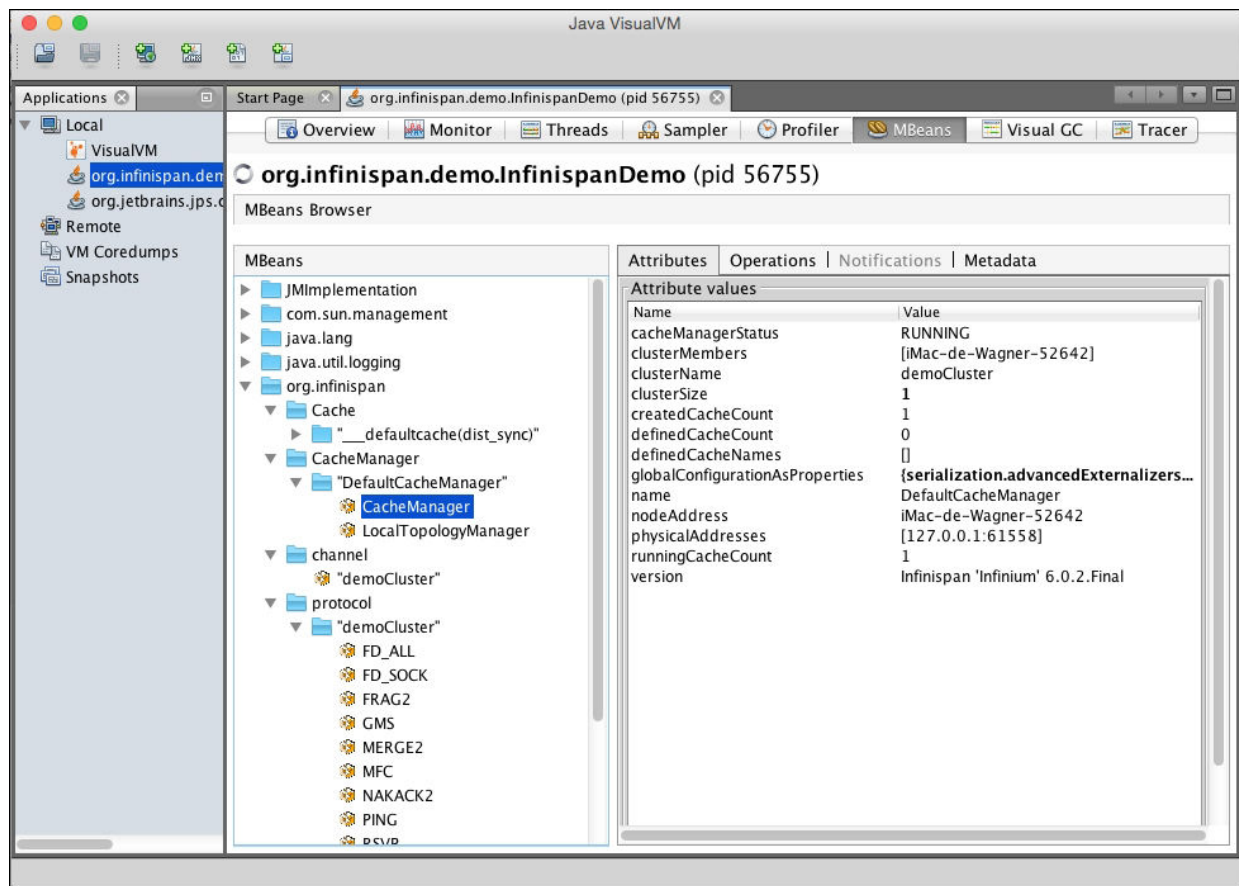 Java VisualVM
Applications
Local
VisualVM
org.infinispan.dem
org.jetbrains.jps.c
Remote
VM Coredumps
Snapshots
Start Page org.infinispan.demo.InfinispanDemo (pid 56755)
Overview Monitor Threads Sampler Profiler MBeans Visual GC Tracer
org.infinispan.demo.InfinispanDemo (pid 56755)
MBeans Browser
MBeans
JMImplementation
com.sun.management
java.lang
java.util.logging
org.infinispan
Cache
"___defaultcache(dist_sync)"
CacheManager
"DefaultCacheManager"
CacheManager
LocalTopologyManager
channel
"demoCluster"
protocol
"demoCluster"
FD_ALL
FD_SOCK
FRAG2
GMS
MERGE2
MFC
NAKACK2
PING
RSVP
Attributes Operations Notifications Metadata
Attribute values
Name Value
cacheManagerStatus RUNNING
clusterMembers [iMac-de-Wagner-52642]
clusterName demoCluster
clusterSize 1
createdCacheCount 1
definedCacheCount 0
definedCacheNames []
globalConfigurationAsProperties {serialization.advancedExternalizers...
name DefaultCacheManager
nodeAddress iMac-de-Wagner-52642
physicalAddresses [127.0.0.1:61558]
runningCacheCount 1
version Infinispan 'Infinium' 6.0.2.Final